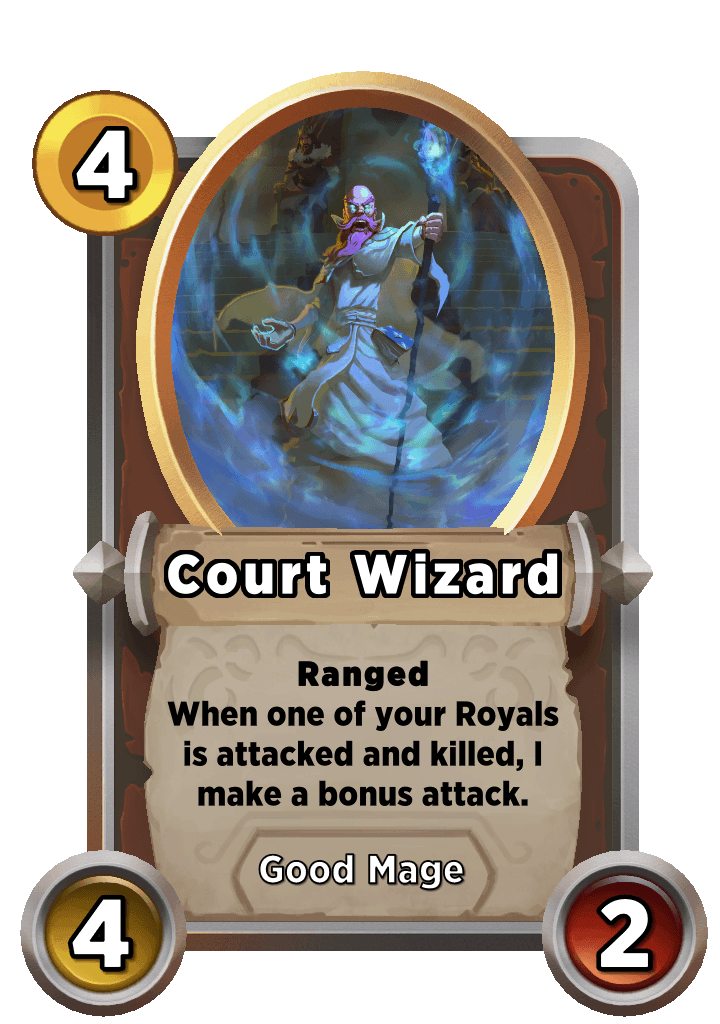 4
Court Wizard
Ranged
When one of your Royals
is attacked and killed, I
make a bonus attack.
Good Mage
4
2